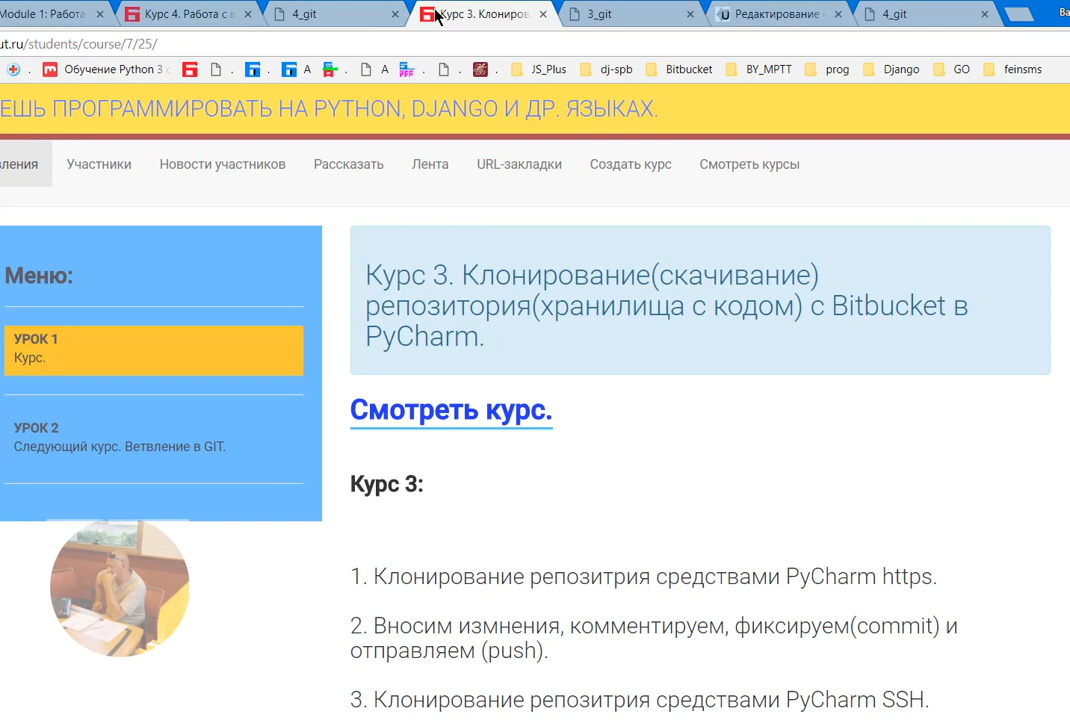 Module 1: Работа
Курс 4. Работа с в
4_git
Курс 3. Клониров
3_git
Редактирование
4_git
Ва
ut.ru/students/course/7/25/
Обучение Python 3
А
А
JS_Plus
dj-spb
Bitbucket
BY_MPTT
prog
Django
GO
feinsms
ЕШЬ ПРОГРАММИРОВАТЬ НА PYTHON, DJANGO И ДР. ЯЗЫКАХ.
вления
Участники
Новости участников
Рассказать
Лента
URL-закладки
Создать курс
Смотреть курсы
Меню:
УРОК 1
Курс.
УРОК 2
Следующий курс. Ветвление в GIT.
Курс 3. Клонирование(скачивание)
репозитория(хранилища с кодом) с Bitbucket в
PyCharm.
Смотреть курс.
Курс 3:
1. Клонирование репозитрия средствами PyCharm https.
2. Вносим измнения, комментируем, фиксируем(commit) и
отправляем (push).
3. Клонирование репозитрия средствами PyCharm SSH.